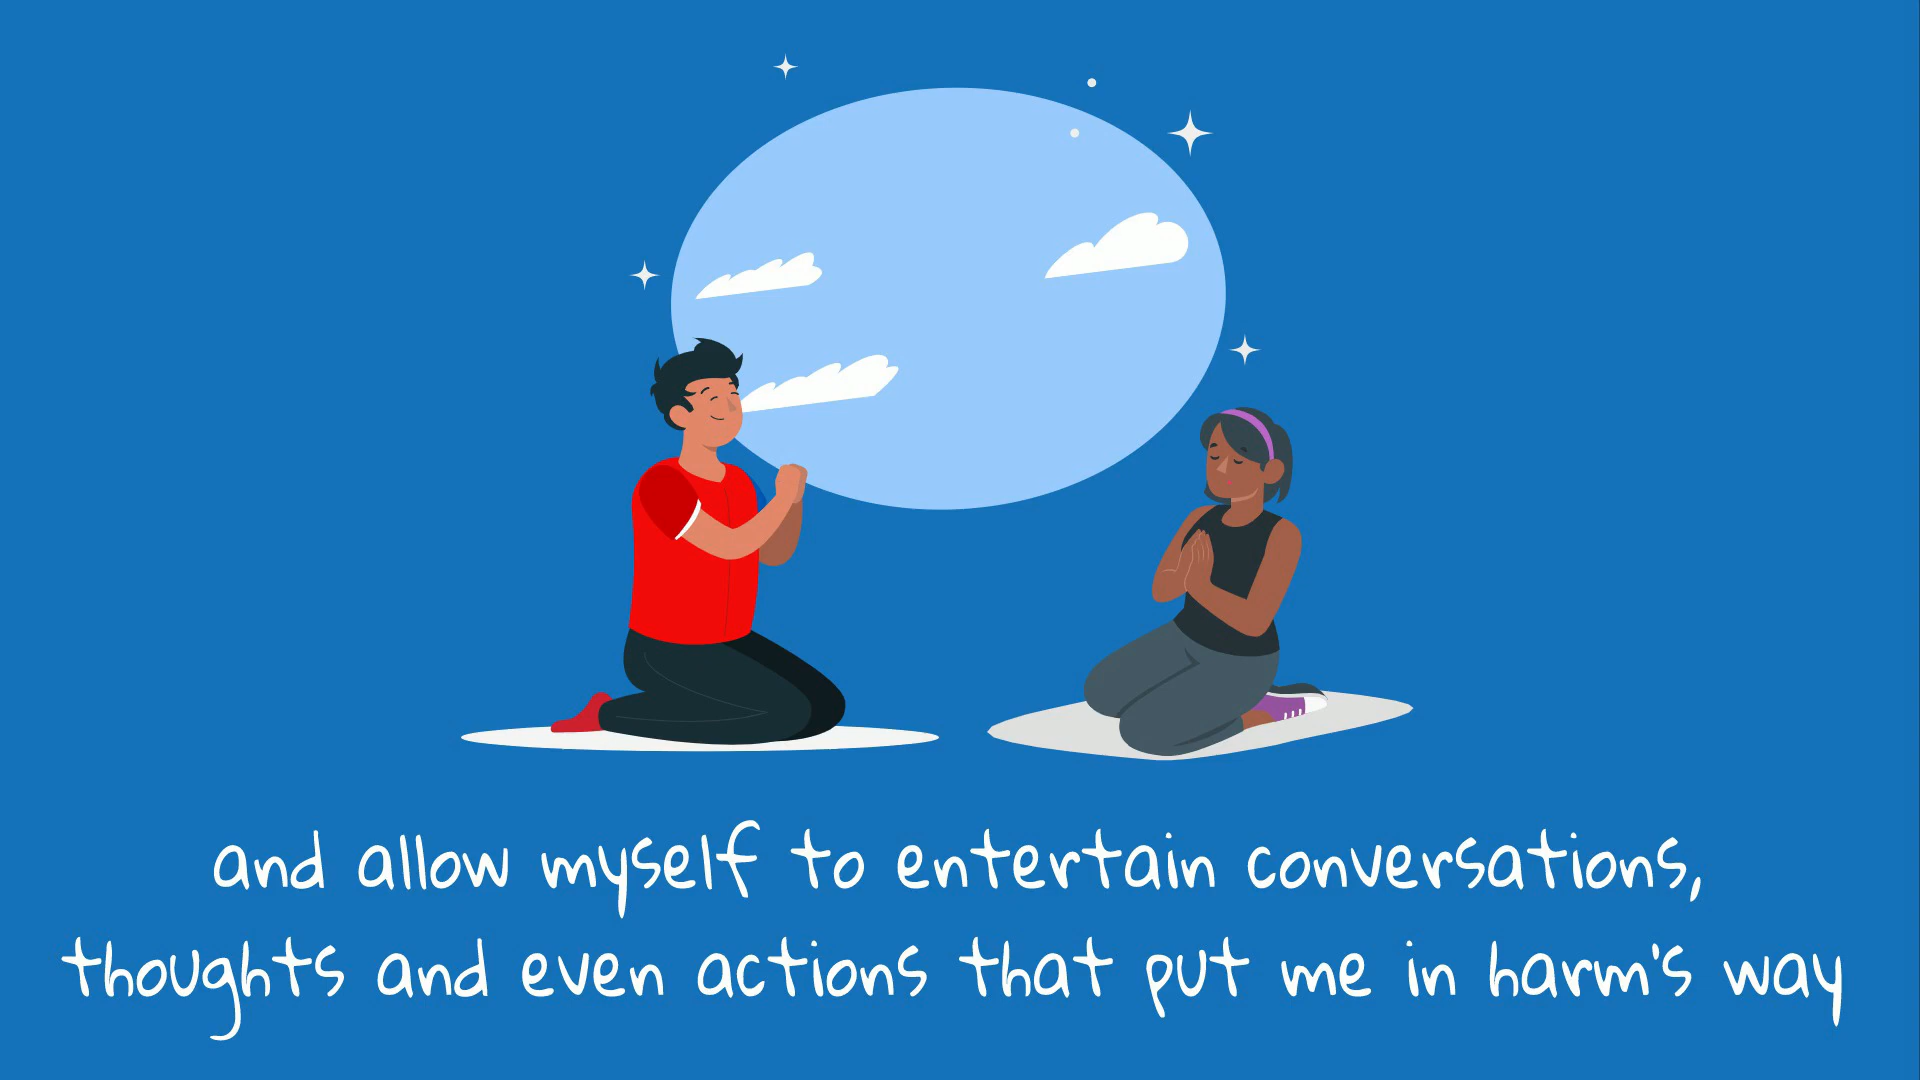 and allow myself to entertain conversations,
thoughts and even actions that put me in harm's way